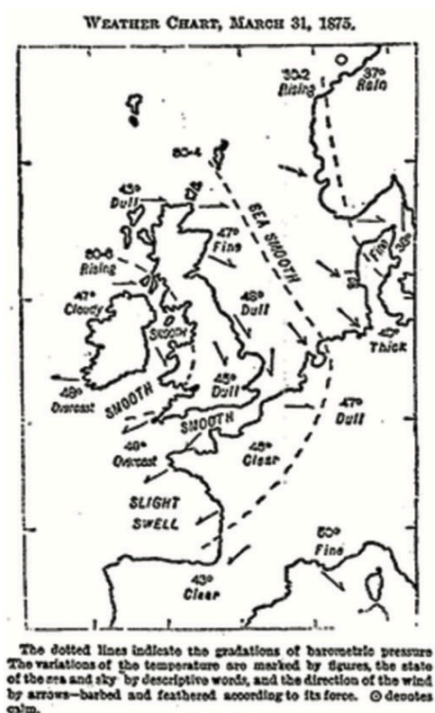 WEATHER CHART, MARCH 31, 1875.
30·2
Rising
37°
Rain
30·4
45°
Dull
SEA SMOOTH
47°
Fine
Fine
30·6
Rising
47°
Cloudy
48°
Dull
SMOOTH
Thick
45°
Dull
48°
Overcast
SMOOTH
SMOOTH
47°
Dull
Overcast
Clear
SLIGHT
SWELL
50°
Fine
43°
Clear
The dotted lines indicate the gradations of barometric pressure
The variations of the temperature are marked by figures, the state
of the sea and sky by descriptive words, and the direction of the wind
by arrows—barbed and feathered according to its force. ⊙ denotes
calm.